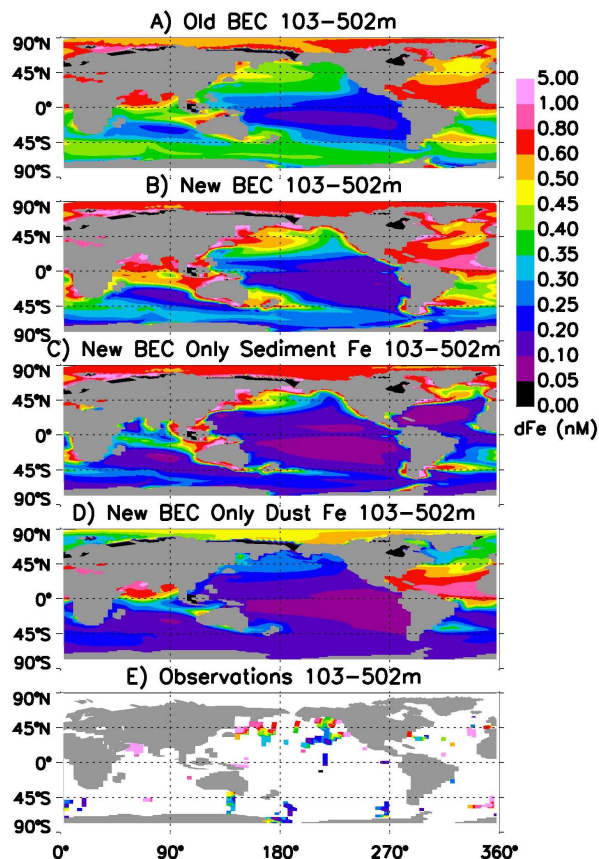 A) Old BEC 103-502m
90°N
45°N
0°
45°S
90°S
B) New BEC 103-502m
90°N
45°N
0°
45°S
90°S
C) New BEC Only Sediment Fe 103-502m
90°N
45°N
0°
45°S
90°S
D) New BEC Only Dust Fe 103-502m
90°N
45°N
0°
45°S
90°S
E) Observations 103-502m
90°N
45°N
0°
45°S
90°S
0° 90° 180° 270° 360°
5.00
1.00
0.80
0.60
0.50
0.45
0.40
0.35
0.30
0.25
0.20
0.10
0.05
0.00
dFe (nM)